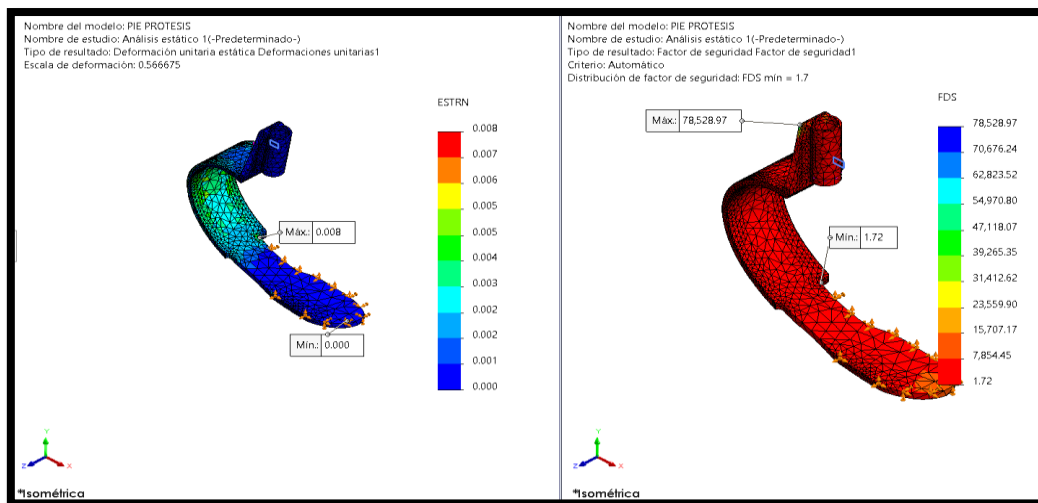 Nombre del modelo: PIE PROTESIS
Nombre de estudio: Análisis estático 1(-Predeterminado-)
Tipo de resultado: Deformación unitaria estática Deformaciones unitarias1
Escala de deformación: 0.566675
ESTRN
0.008
0.007
0.006
0.005
0.005
0.004
0.003
0.002
0.002
0.001
0.000
Máx.: 0.008
Mín.: 0.000
Y
Z
X
*Isométrica
Nombre del modelo: PIE PROTESIS
Nombre de estudio: Análisis estático 1(-Predeterminado-)
Tipo de resultado: Factor de seguridad Factor de seguridad1
Criterio: Automático
Distribución de factor de seguridad: FDS mín = 1.7
FDS
Máx.: 78,528.97
78,528.97
70,676.24
62,823.52
54,970.80
47,118.07
39,265.35
31,412.62
23,559.90
15,707.17
7,854.45
1.72
Mín.: 1.72
Y
Z
X
*Isométrica